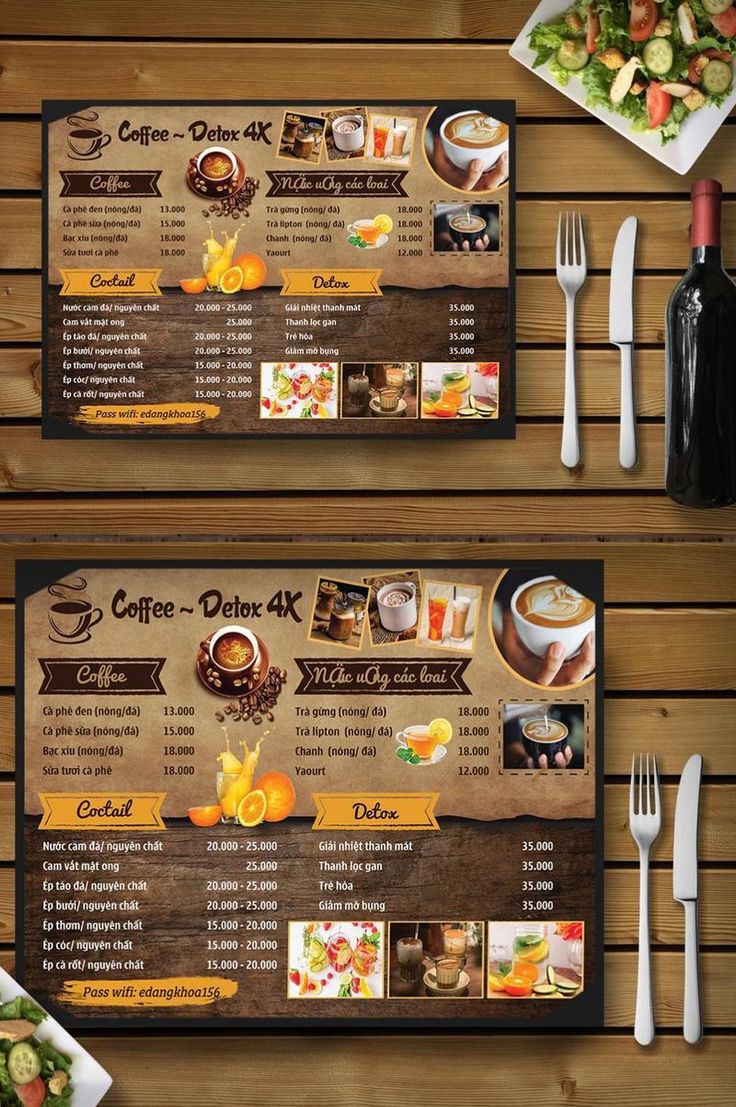 Coffee ~ Detox 4X
Coffee
Cà phê đen (nóng/đá) 13.000
Cà phê sữa (nóng/đá) 15.000
Bạc xíu (nóng/đá) 18.000
Sữa tươi cà phê 18.000
NẤc uỐg các loai
Trà gừng (nóng/ đá) 18.000
Trà lipton (nóng/ đá) 18.000
Chanh (nóng/ đá) 18.000
Yaourt 12.000
Coctail
Nước cam đá/ nguyên chất 20.000 - 25.000
Cam vắt mật ong 25.000
Ép táo đá/ nguyên chất 20.000 - 25.000
Ép bưởi/ nguyên chất 20.000 - 25.000
Ép thơm/ nguyên chất 15.000 - 20.000
Ép cóc/ nguyên chất 15.000 - 20.000
Ép cà rốt/ nguyên chất 15.000 - 20.000
Detox
Giải nhiệt thanh mát 35.000
Thanh lọc gan 35.000
Trẻ hóa 35.000
Giảm mỡ bụng 35.000
Pass wifi: edangkhoa156
Coffee ~ Detox 4X
Coffee
Cà phê đen (nóng/đá) 13.000
Cà phê sữa (nóng/đá) 15.000
Bạc xíu (nóng/đá) 18.000
Sữa tươi cà phê 18.000
NẤc uỐg các loai
Trà gừng (nóng/ đá) 18.000
Trà lipton (nóng/ đá) 18.000
Chanh (nóng/ đá) 18.000
Yaourt 12.000
Coctail
Nước cam đá/ nguyên chất 20.000 - 25.000
Cam vắt mật ong 25.000
Ép táo đá/ nguyên chất 20.000 - 25.000
Ép bưởi/ nguyên chất 20.000 - 25.000
Ép thơm/ nguyên chất 15.000 - 20.000
Ép cóc/ nguyên chất 15.000 - 20.000
Ép cà rốt/ nguyên chất 15.000 - 20.000
Detox
Giải nhiệt thanh mát 35.000
Thanh lọc gan 35.000
Trẻ hóa 35.000
Giảm mỡ bụng 35.000
Pass wifi: edangkhoa156